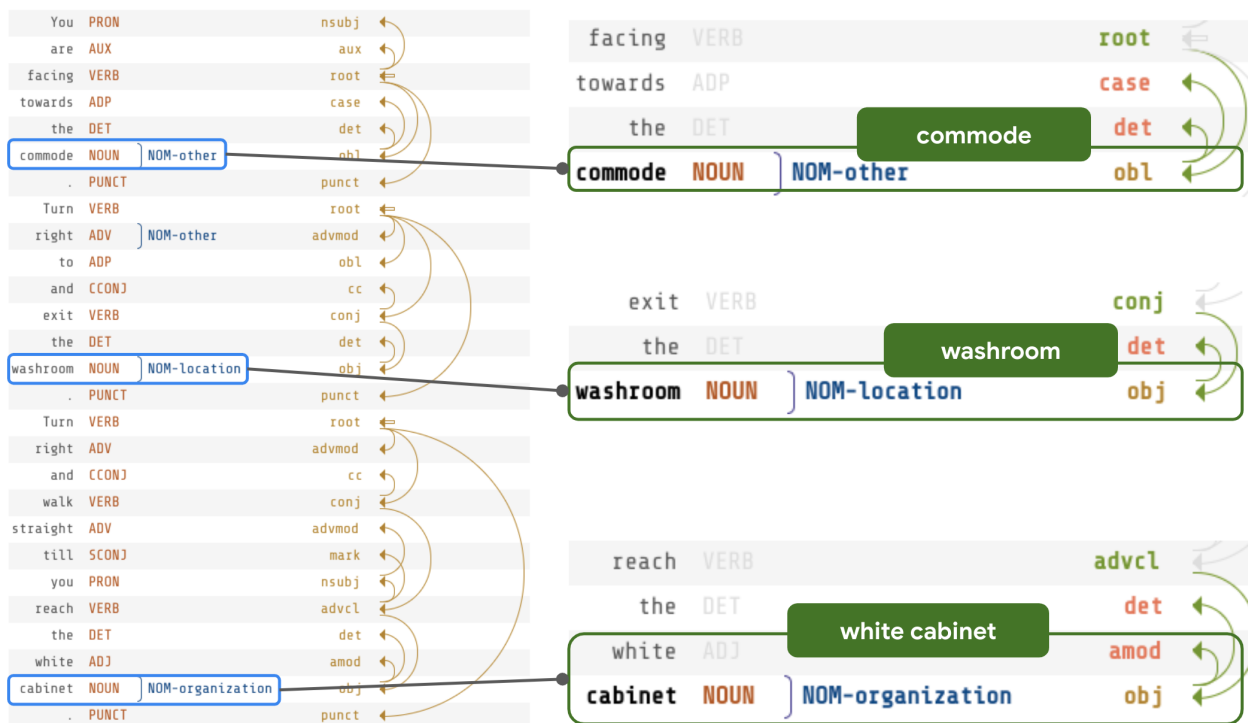 You PRON nsubj
are AUX aux
facing VERB root
towards ADP case
the DET det
commode NOUN NOM-other obl
. PUNCT punct
Turn VERB root
right ADV NOM-other advmod
to ADP obl
and CCONJ cc
exit VERB conj
the DET det
washroom NOUN NOM-location obj
. PUNCT punct
Turn VERB root
right ADV advmod
and CCONJ cc
walk VERB conj
straight ADV advmod
till SCONJ mark
you PRON nsubj
reach VERB advcl
the DET det
white ADJ amod
cabinet NOUN NOM-organization obj
. PUNCT punct
facing VERB root
towards ADP case
the DET det
commode
commode NOUN NOM-other obl
exit VERB conj
the DET det
washroom
washroom NOUN NOM-location obj
reach VERB advcl
the DET det
white cabinet
white ADJ amod
cabinet NOUN NOM-organization obj